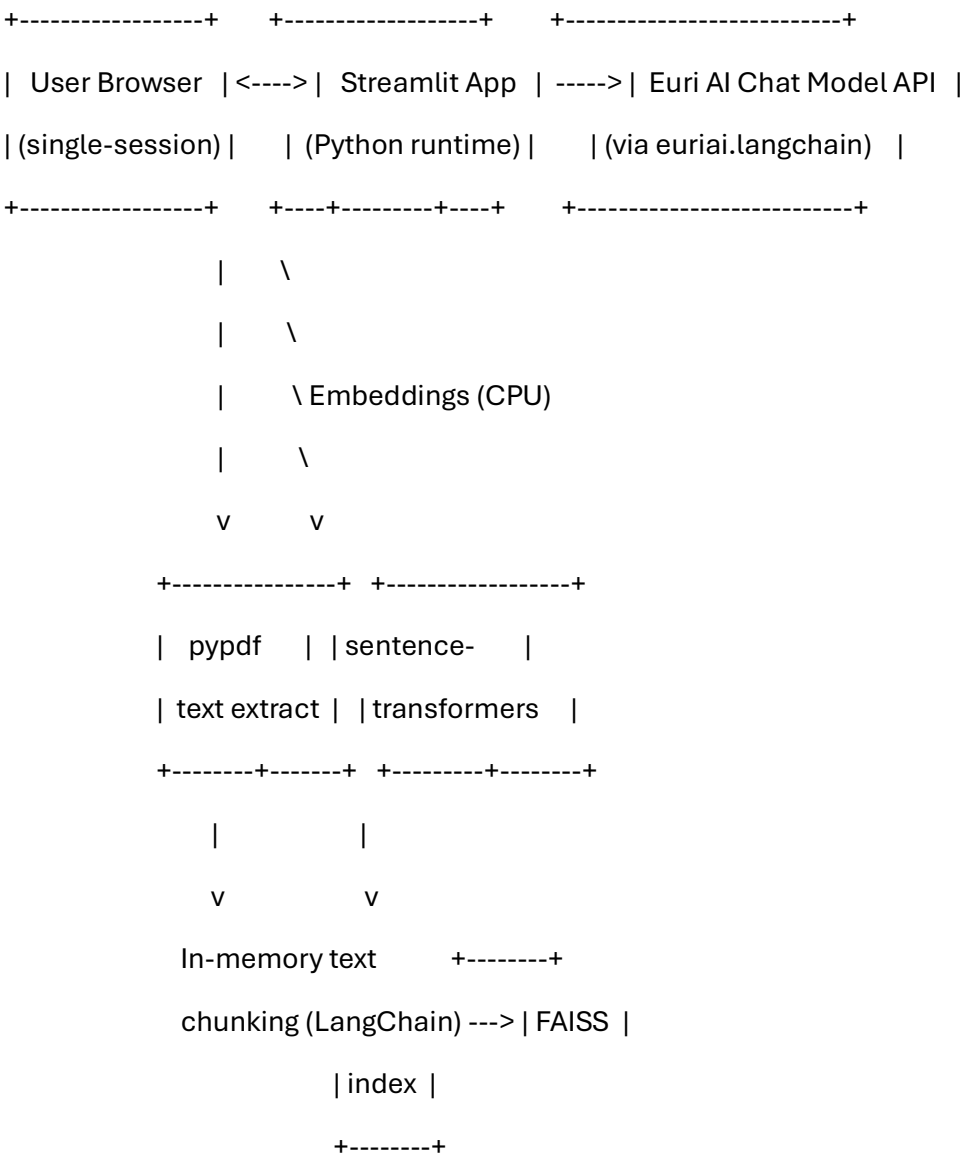 +-----------------+ +------------------+ +---------------------------+
| User Browser |<---->| Streamlit App | ----->| Euri AI Chat Model API |
| (single-session) | | (Python runtime) | | (via euriai.langchain) |
+-----------------+ +----+---------+----+ +---------------------------+
| \
| \
| \ Embeddings (CPU)
| \
v v
+----------------+ +------------------+
| pypdf | | sentence- |
| text extract | | transformers |
+--------+-------+ +---------+--------+
| |
v v
In-memory text +--------+
chunking (LangChain) ---> | FAISS |
| index |
+--------+